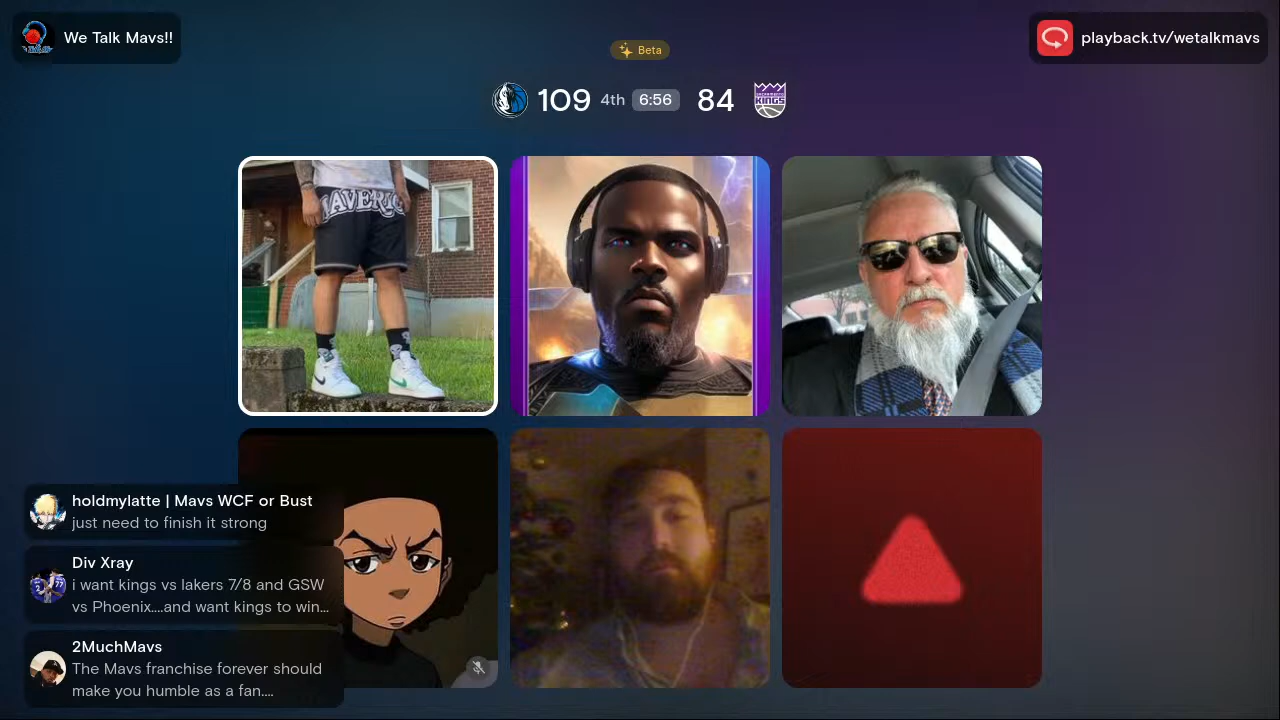 We Talk Mavs!!
Beta
playback.tv/wetalkmavs
109 4th 6:56 84
SACRAMENTO
KINGS
MAVERIC
holdmylatte | Mavs WCF or Bust
just need to finish it strong
Div Xray
i want kings vs lakers 7/8 and GSW
vs Phoenix....and want kings to win...
2MuchMavs
The Mavs franchise forever should
make you humble as a fan....